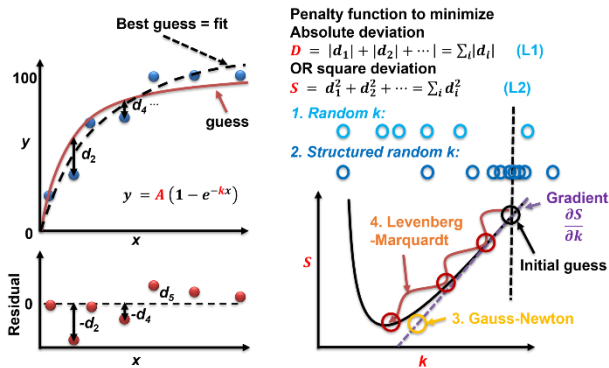 Best guess = fit
100
y
0
d₂
d₄ ...
guess
y = A (1 − e^{-kx})
x
Residual
0
-d₂
-d₄
d₅
x
Penalty function to minimize
Absolute deviation
D = |d₁| + |d₂| + ⋯ = ∑ᵢ|dᵢ| (L1)
OR square deviation
S = d₁² + d₂² + ⋯ = ∑ᵢ dᵢ² (L2)
1. Random k:
2. Structured random k:
Gradient
∂S
∂k
4. Levenberg
-Marquardt
Initial guess
S
3. Gauss-Newton
k